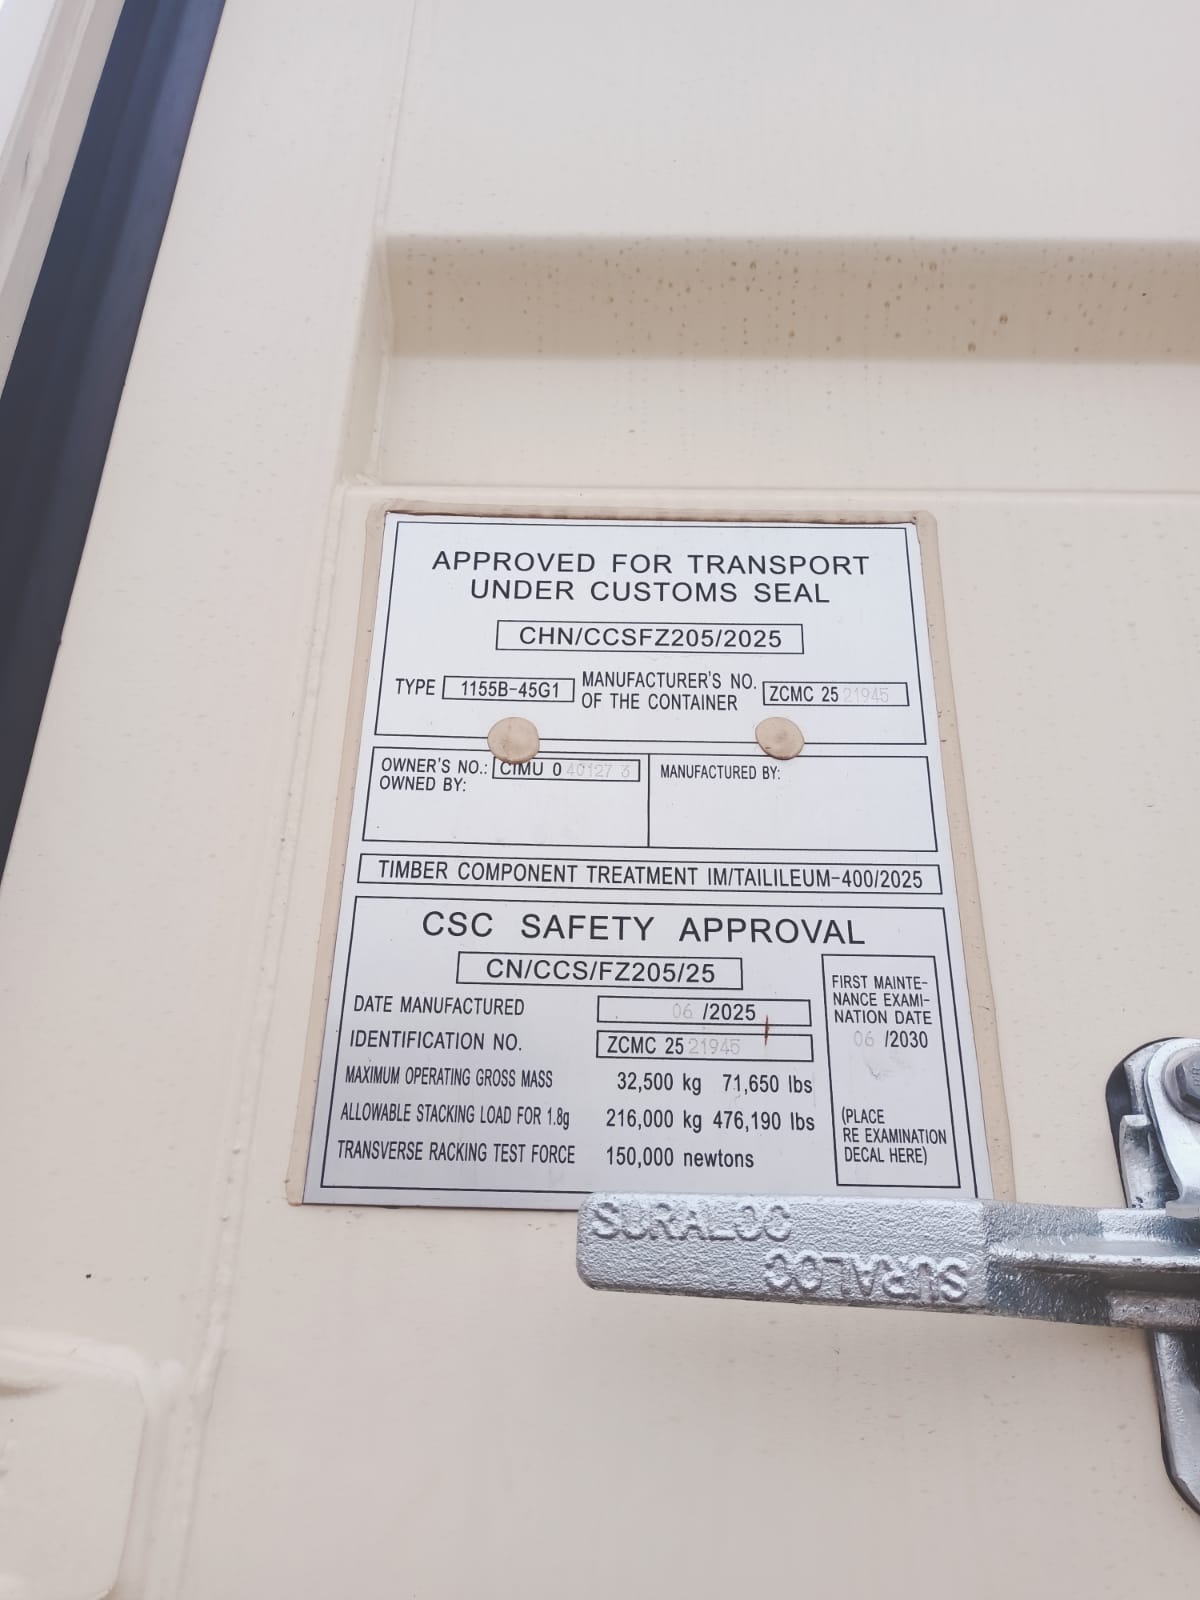 APPROVED FOR TRANSPORT
UNDER CUSTOMS SEAL
CHN/CCSFZ205/2025
TYPE 1155B-45G1 MANUFACTURER'S NO. OF THE CONTAINER ZCMC 25 21945
OWNER'S NO.: CIMU 0 40127 3
OWNED BY:
MANUFACTURED BY:
TIMBER COMPONENT TREATMENT IM/TAILILEUM-400/2025
CSC SAFETY APPROVAL
CN/CCS/FZ205/25
DATE MANUFACTURED 06 /2025
IDENTIFICATION NO. ZCMC 25 21945
MAXIMUM OPERATING GROSS MASS 32,500 kg 71,650 lbs
ALLOWABLE STACKING LOAD FOR 1.8g 216,000 kg 476,190 lbs
TRANSVERSE RACKING TEST FORCE 150,000 newtons
FIRST MAINTE-
NANCE EXAMI-
NATION DATE
06 /2030
(PLACE
RE EXAMINATION
DECAL HERE)
SURALOC
SURALOC